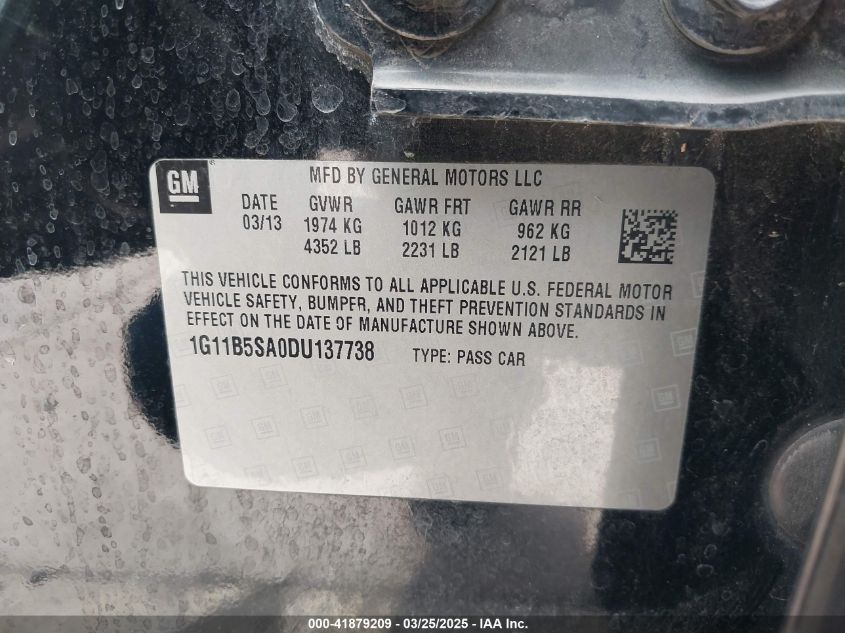 GM ®
MFD BY GENERAL MOTORS LLC
DATE GVWR GAWR FRT GAWR RR
03/13 1974 KG 1012 KG 962 KG
4352 LB 2231 LB 2121 LB
THIS VEHICLE CONFORMS TO ALL APPLICABLE U.S. FEDERAL MOTOR
VEHICLE SAFETY, BUMPER, AND THEFT PREVENTION STANDARDS IN
EFFECT ON THE DATE OF MANUFACTURE SHOWN ABOVE.
1G11B5SA0DU137738 TYPE: PASS CAR
000-41879209 - 03/25/2025 - IAA Inc.